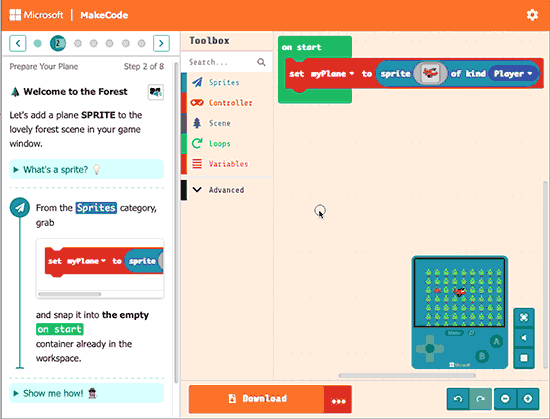 Microsoft | MakeCode
2
Prepare Your Plane Step 2 of 8
Welcome to the Forest
Let's add a plane SPRITE to the
lovely forest scene in your game
window.
What's a sprite?
From the Sprites category,
grab
set myPlane to sprite
and snap it into the empty
on start
container already in the
workspace.
Show me how!
Toolbox
Search...
Sprites
Controller
Scene
Loops
Variables
Advanced
on start
set myPlane to sprite of kind Player
Menu
A
B
Microsoft
Download